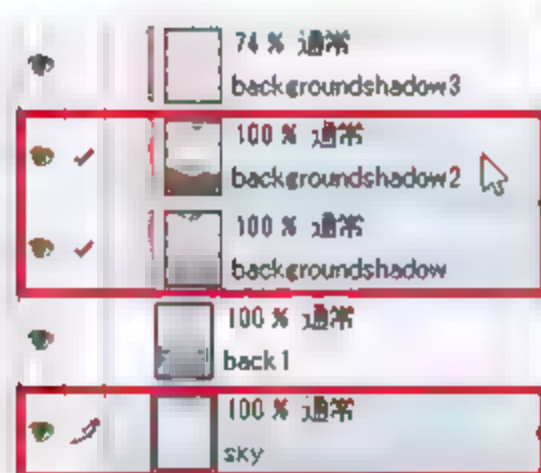 74 % 通常
backgroundshadow3
100 % 通常
backgroundshadow2
100 % 通常
backgroundshadow
100 % 通常
back1
100 % 通常
sky